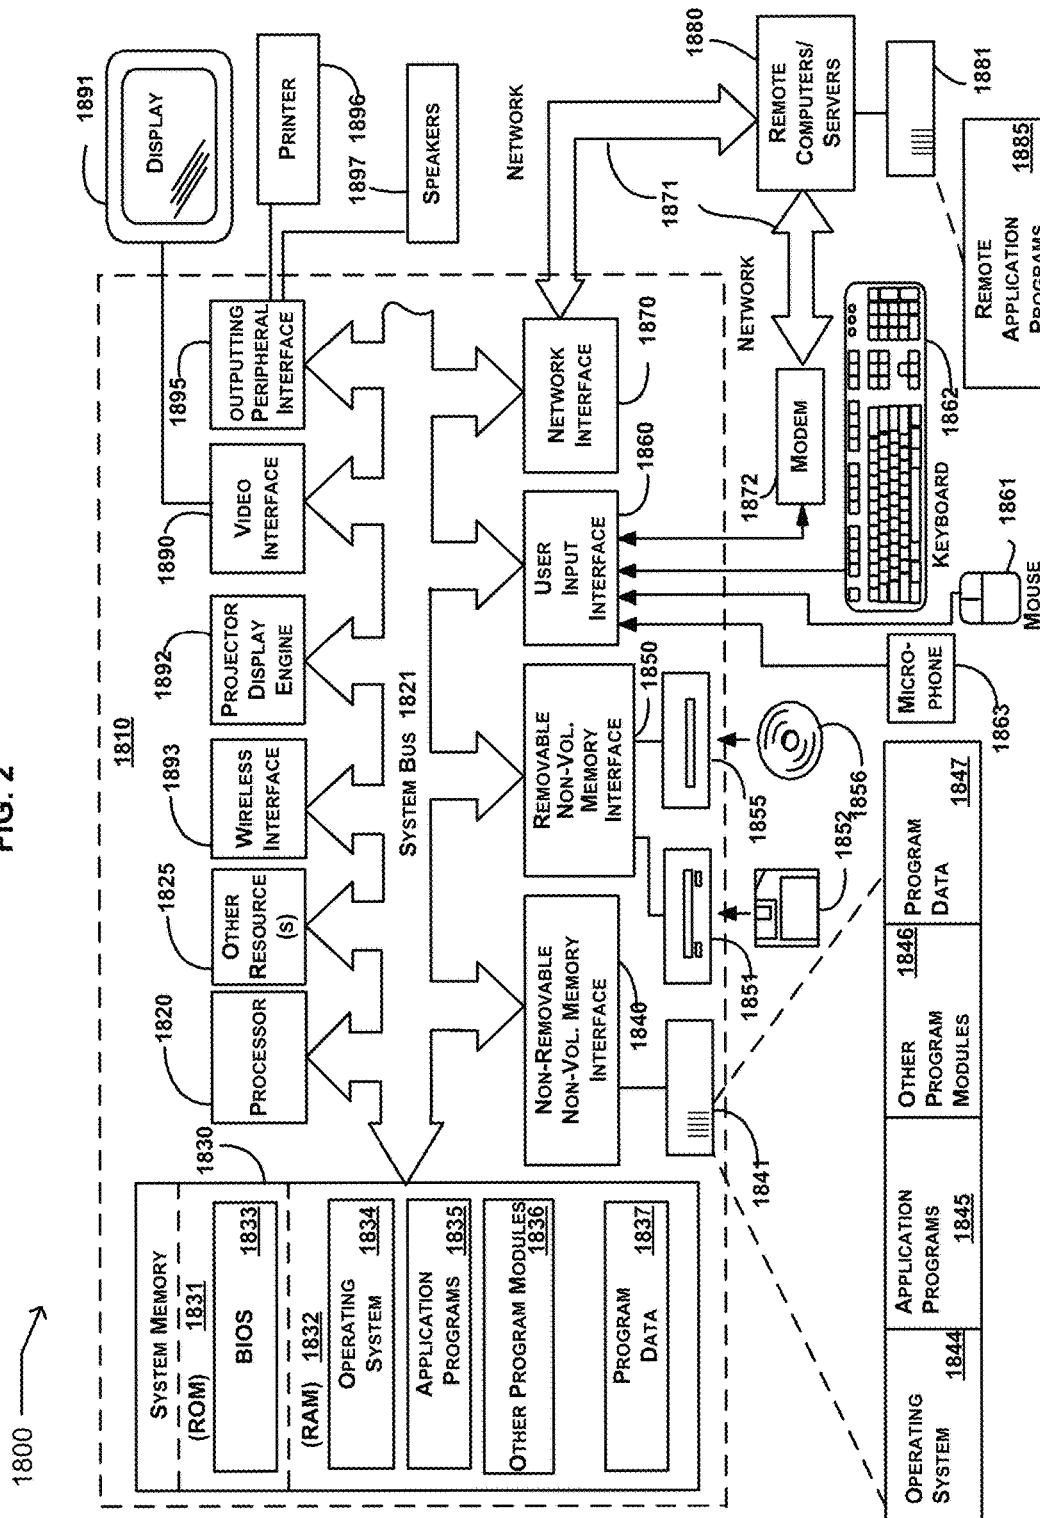 FIG. 2
1800
1810
SYSTEM MEMORY
1830
(ROM) 1831
BIOS
1833
(RAM) 1832
OPERATING
SYSTEM 1834
APPLICATION
PROGRAMS 1835
OTHER PROGRAM MODULES
1836
PROGRAM
DATA 1837
1820
PROCESSOR
1825
OTHER
RESOURCE
(S)
1893
WIRELESS
INTERFACE
1892
PROJECTOR
DISPLAY
ENGINE
1890
VIDEO
INTERFACE
1895
OUTPUTTING
PERIPHERAL
INTERFACE
1891
DISPLAY
PRINTER
1896
1897
SPEAKERS
SYSTEM BUS 1821
NON-REMOVABLE
NON-VOL. MEMORY
INTERFACE
1840
REMOVABLE
NON-VOL.
MEMORY
INTERFACE
1850
USER
INPUT
INTERFACE
1860
NETWORK
INTERFACE
1870
NETWORK
1871
1880
REMOTE
COMPUTERS/
SERVERS
1881
NETWORK
1872
MODEM
1841
1851
1855
1852
1856
MICRO-
PHONE
1863
MOUSE
1861
KEYBOARD
1862
REMOTE
APPLICATION
PROGRAMS
1885
OPERATING
SYSTEM
1844
APPLICATION
PROGRAMS
1845
OTHER
PROGRAM
MODULES
1846
PROGRAM
DATA
1847